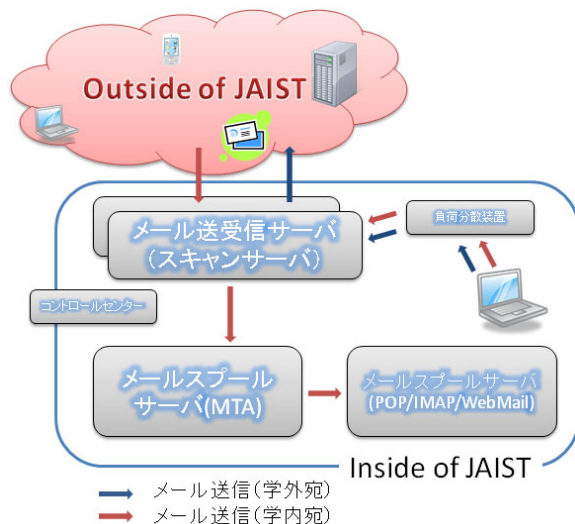 Outside of JAIST
メール送受信サーバ
(スキャンサーバ)
負荷分散装置
コントロールセンター
メールスプール
サーバ(MTA)
メールスプールサーバ
(POP/IMAP/WebMail)
Inside of JAIST
メール送信(学外宛)
メール送信(学内宛)